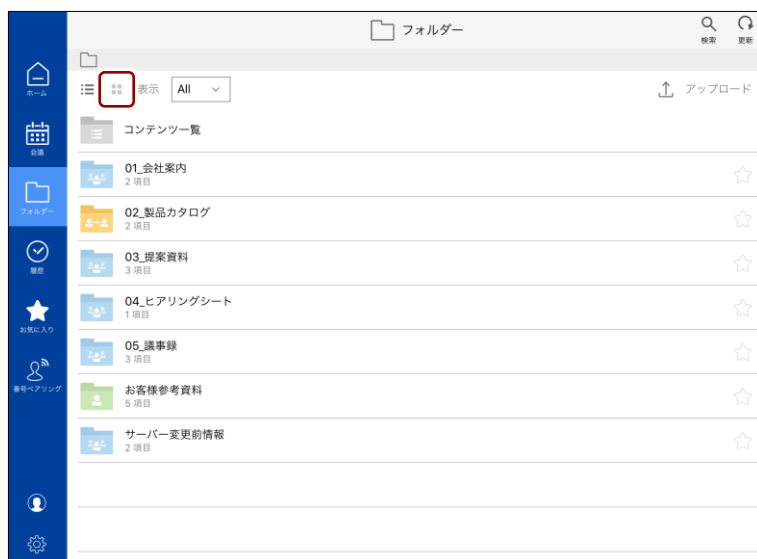 フォルダー
検索
更新
ホーム
会議
フォルダー
履歴
お気に入り
番号ペアリング
表示
All
アップロード
コンテンツ一覧
01_会社案内
2 項目
02_製品カタログ
2 項目
03_提案資料
3 項目
04_ヒアリングシート
1 項目
05_議事録
3 項目
お客様参考資料
5 項目
サーバー変更前情報
2 項目